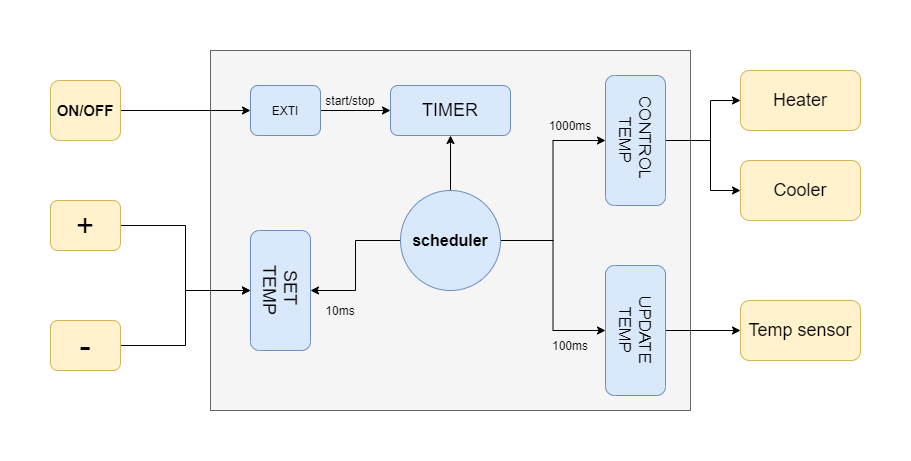 ON/OFF
EXTI
start/stop
TIMER
1000ms
CONTROL
TEMP
Heater
Cooler
+
-
SET
TEMP
10ms
scheduler
100ms
UPDATE
TEMP
Temp sensor